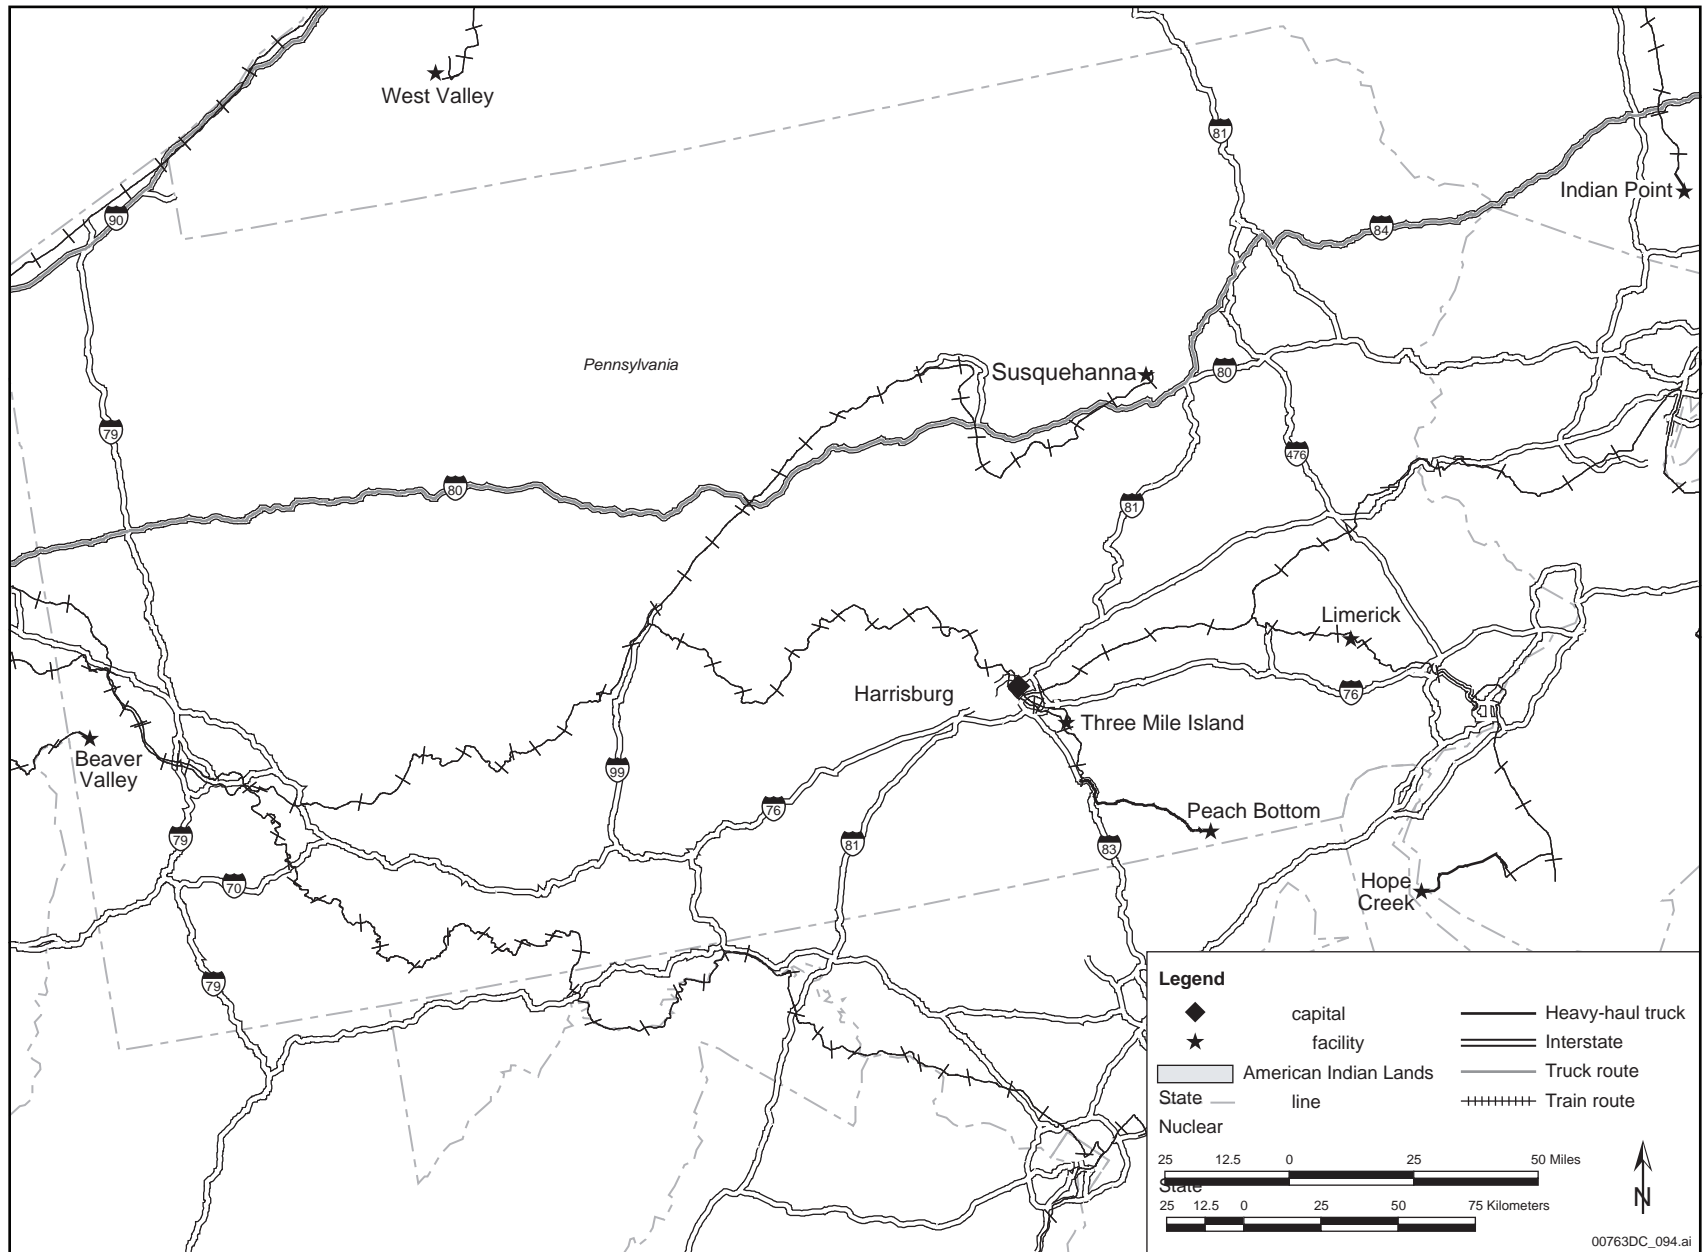 West Valley
81
Indian Point
90
84
Pennsylvania
Susquehanna
80
79
476
80
81
Limerick
76
Harrisburg
Three Mile Island
Beaver
Valley
99
76
Peach Bottom
79
81
83
70
Hope
Creek
79
Legend
capital
Heavy-haul truck
facility
Interstate
American Indian Lands
Truck route
State
line
Train route
Nuclear
25 12.5 0 25 50 Miles
State
25 12.5 0 25 50 75 Kilometers
N
00763DC_094.ai